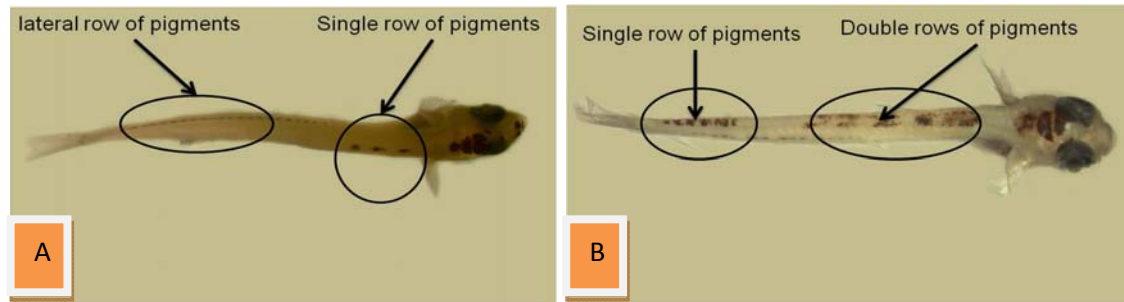 lateral row of pigments
Single row of pigments
A
Single row of pigments
Double rows of pigments
B